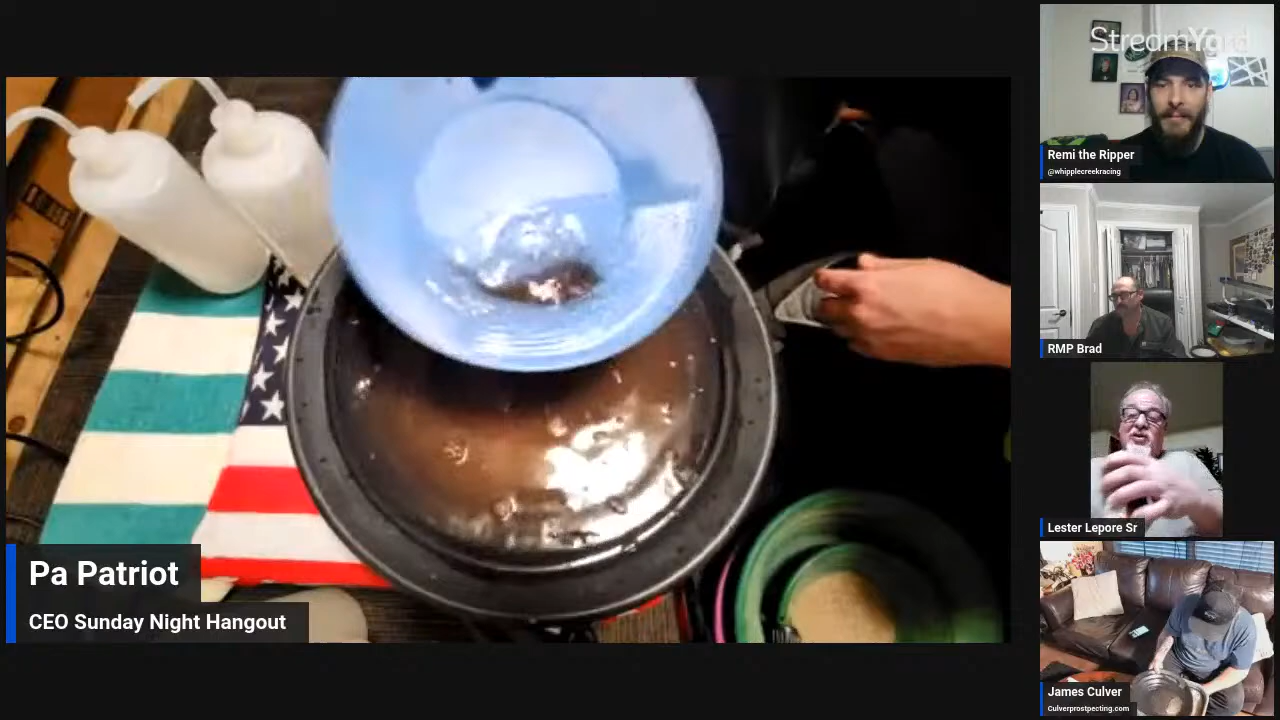 Pa Patriot
CEO Sunday Night Hangout
StreamYard
Remi the Ripper
@whipplecreekracing
RMP Brad
Lester Lepore Sr
James Culver
Culverprostpecting.com